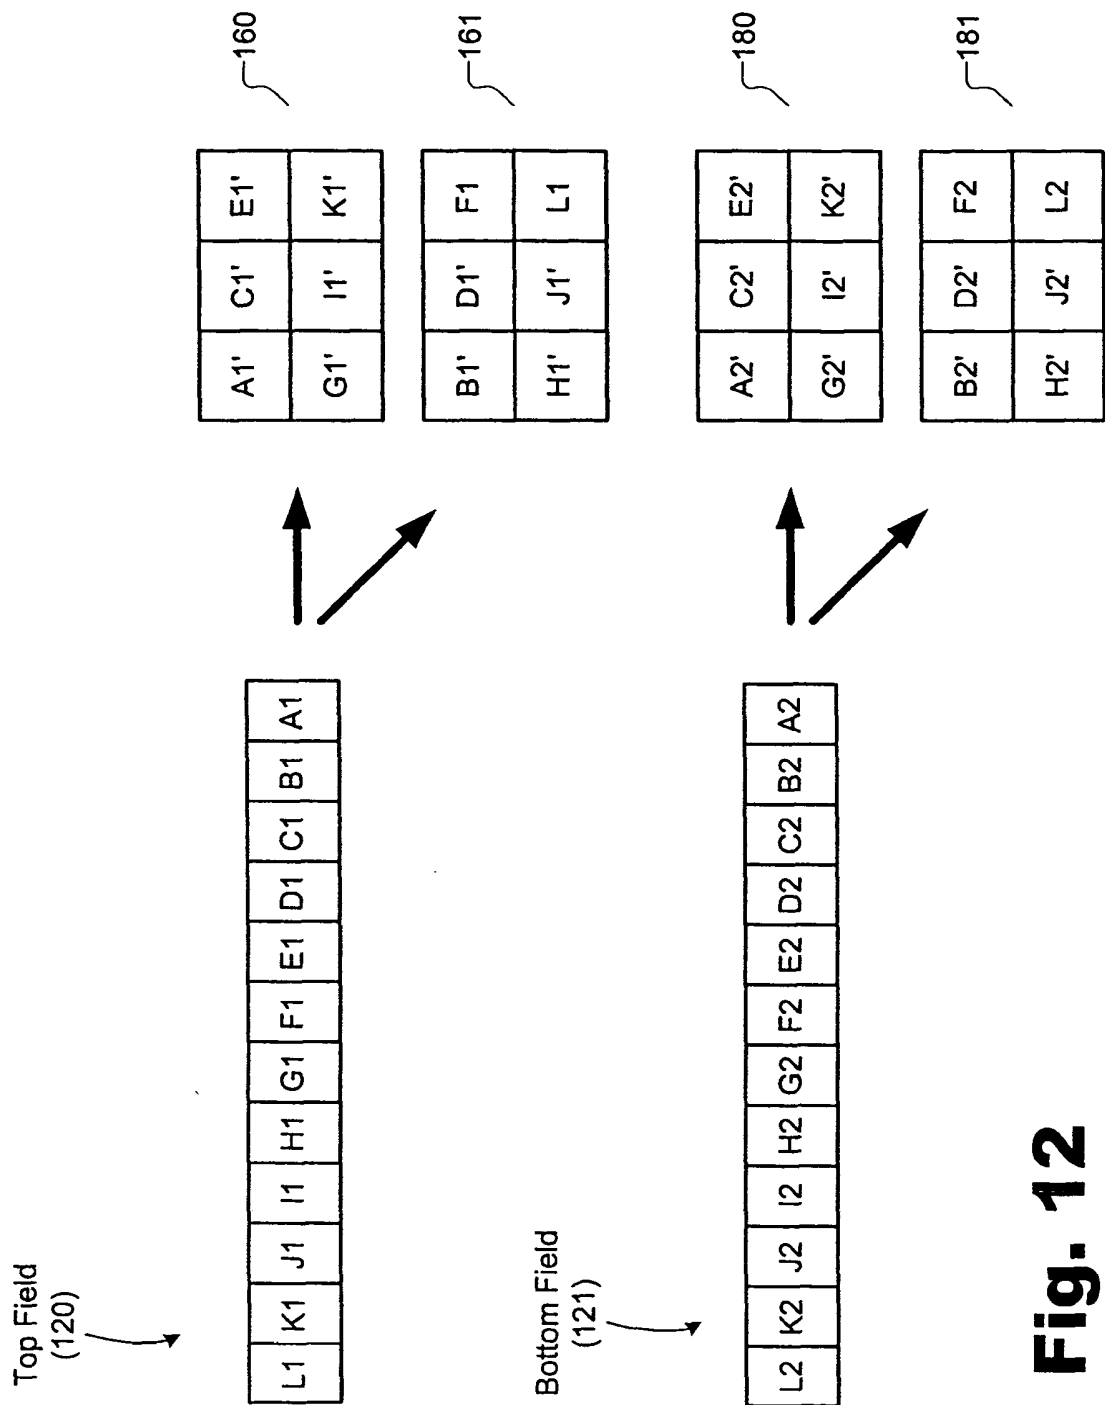 Top Field
(120)
L1 K1 J1 I1 H1 G1 F1 E1 D1 C1 B1 A1
A1' C1' E1'
G1' I1' K1'
160
B1' D1' F1
H1' J1' L1
161
Bottom Field
(121)
L2 K2 J2 I2 H2 G2 F2 E2 D2 C2 B2 A2
A2' C2' E2'
G2' I2' K2'
180
B2' D2' F2
H2' J2' L2
181
Fig. 12